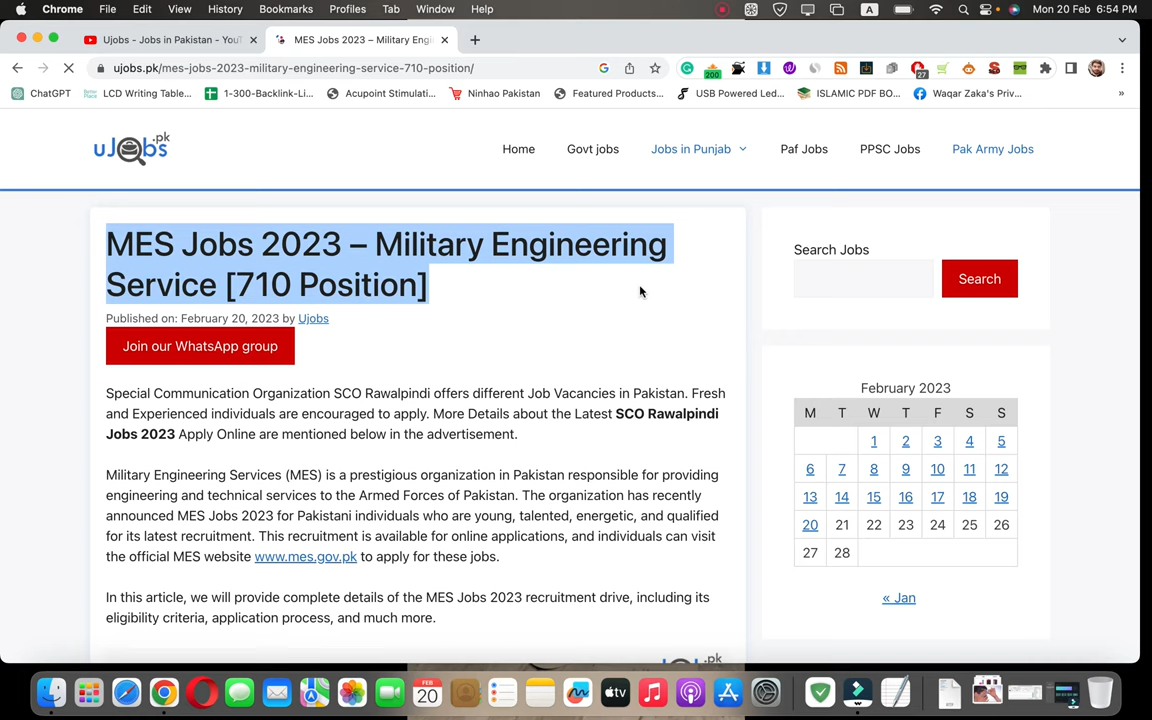 Chrome File Edit View History Bookmarks Profiles Tab Window Help A Mon 20 Feb 6:54 PM
Ujobs - Jobs in Pakistan - YouT MES Jobs 2023 – Military Engi
ujobs.pk/mes-jobs-2023-military-engineering-service-710-position/
200
27
ChatGPT LCD Writing Table... 1-300-Backlink-Li... Acupoint Stimulati... Ninhao Pakistan Featured Products... USB Powered Led... ISLAMIC PDF BO... Waqar Zaka's Priv... »
uJobs.pk
Home Govt jobs Jobs in Punjab Paf Jobs PPSC Jobs Pak Army Jobs
MES Jobs 2023 – Military Engineering
Service [710 Position]
Published on: February 20, 2023 by Ujobs
Join our WhatsApp group
Special Communication Organization SCO Rawalpindi offers different Job Vacancies in Pakistan. Fresh
and Experienced individuals are encouraged to apply. More Details about the Latest SCO Rawalpindi
Jobs 2023 Apply Online are mentioned below in the advertisement.
Military Engineering Services (MES) is a prestigious organization in Pakistan responsible for providing
engineering and technical services to the Armed Forces of Pakistan. The organization has recently
announced MES Jobs 2023 for Pakistani individuals who are young, talented, energetic, and qualified
for its latest recruitment. This recruitment is available for online applications, and individuals can visit
the official MES website www.mes.gov.pk to apply for these jobs.
In this article, we will provide complete details of the MES Jobs 2023 recruitment drive, including its
eligibility criteria, application process, and much more.
Search Jobs
Search
February 2023
M T W T F S S
1 2 3 4 5
6 7 8 9 10 11 12
13 14 15 16 17 18 19
20 21 22 23 24 25 26
27 28
« Jan
FEB
20
tv